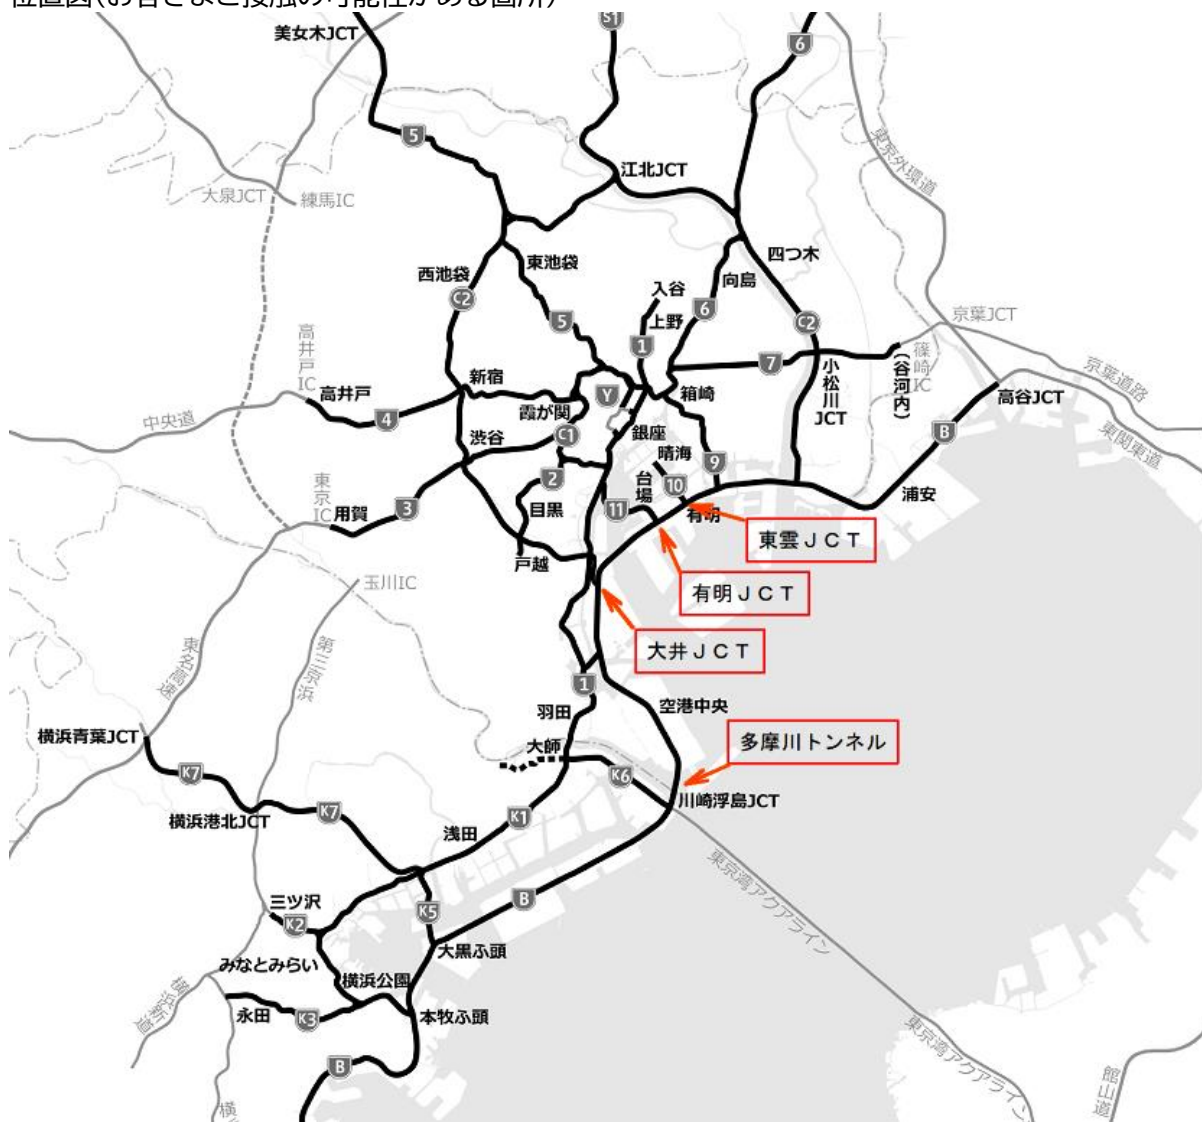 位置図(お客さまと接触の可能性がある箇所)
美女木JCT
S1
6
5
東京外環道
江北JCT
大泉JCT
練馬IC
四つ木
東池袋
西池袋
向島
入谷
C2
上野
6
5
C2
京葉JCT
高井戸IC
1
篠崎IC
7
(谷河内)
小松川JCT
京葉道路
新宿
高井戸
Y
箱崎
高谷JCT
霞が関
中央道
4
渋谷
C1
銀座
B
東関東道
晴海
9
東京IC
2
台場
10
浦安
用賀
3
目黒
11
有明
東雲JCT
戸越
玉川IC
有明JCT
東名高速
第三京浜
大井JCT
1
羽田
空港中央
横浜青葉JCT
大師
多摩川トンネル
K7
K6
川崎浮島JCT
横浜港北JCT
K7
K1
浅田
東京湾アクアライン
三ツ沢
K2
K5
B
大黒ふ頭
みなとみらい
横浜公園
横浜新道
永田
K3
本牧ふ頭
東京湾アクアライン
B
館山道
横